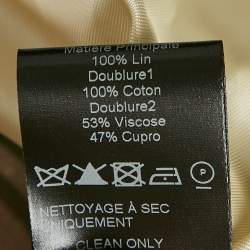 Matière Principale
100% Lin
Doublure1
100% Coton
Doublure2
53% Viscose
47% Cupro
P
NETTOYAGE À SEC
UNIQUEMENT
CLEAN ONLY